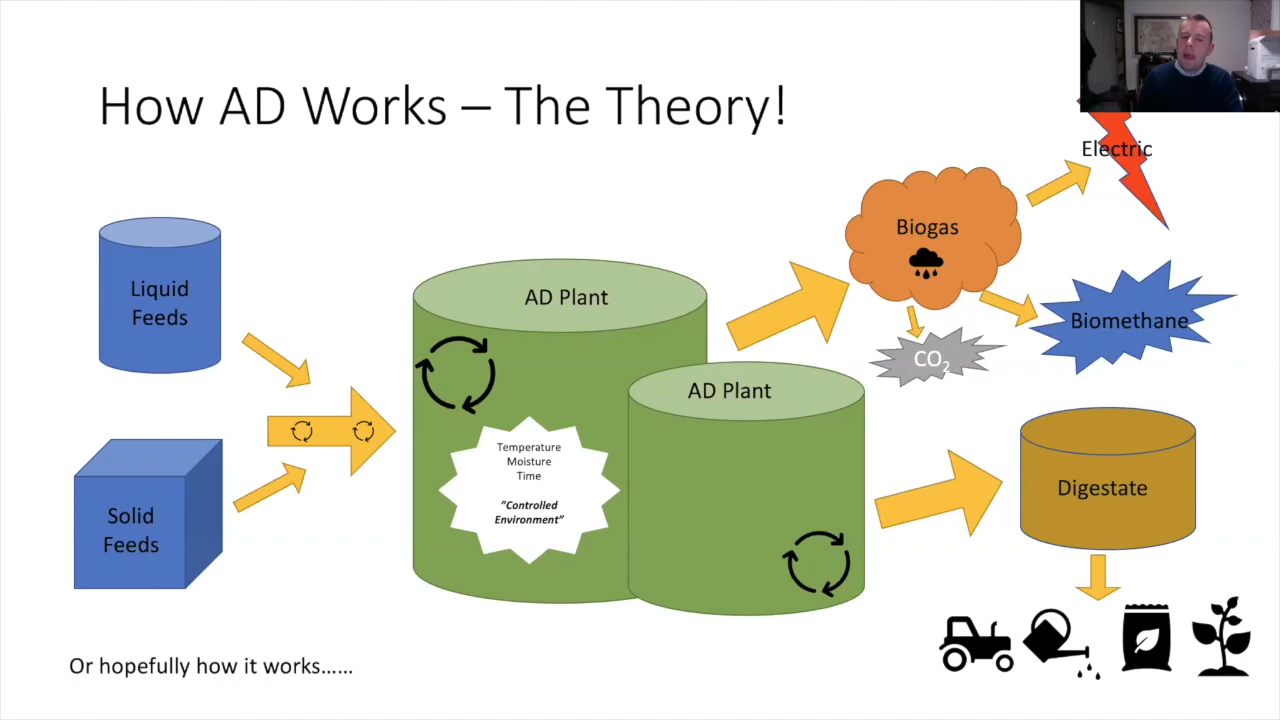 How AD Works – The Theory!
Electric
Biogas
Liquid
Feeds
AD Plant
Biomethane
CO₂
AD Plant
Temperature
Moisture
Time
"Controlled
Environment"
Digestate
Solid
Feeds
Or hopefully how it works……